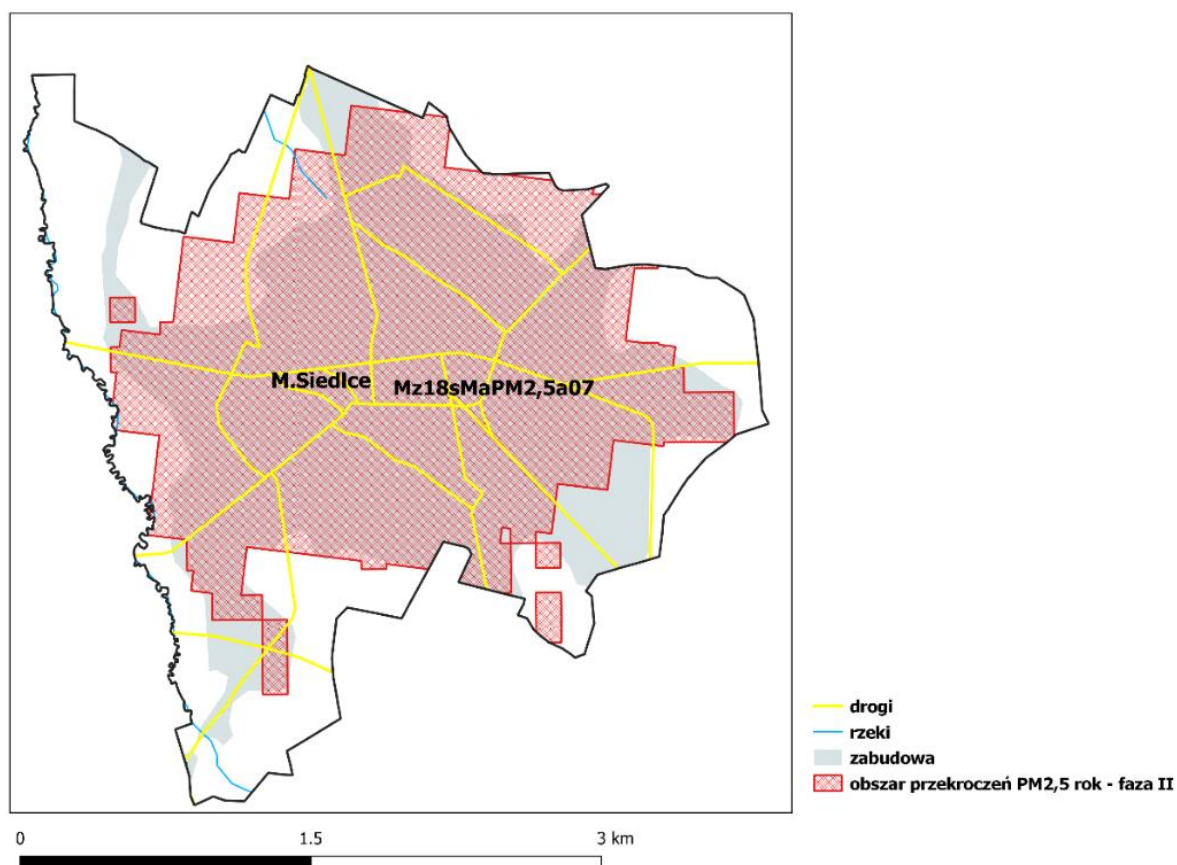 M.Siedlce
Mz18sMaPM2,5a07
drogi
rzeki
zabudowa
obszar przekroczeń PM2,5 rok - faza II
0 1.5 3 km